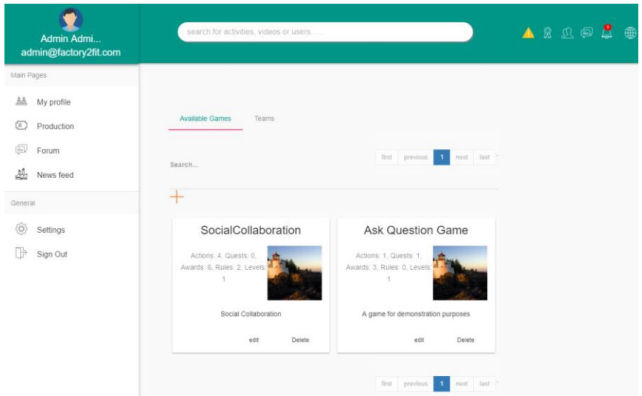 Admin Admi...
admin@factory2fit.com
search for activities, videos or users.....
Main Pages
My profile
Production
Forum
News feed
General
Settings
Sign Out
Available Games
Teams
Search...
first previous 1 next last
SocialCollaboration
Actions: 4, Quests: 0,
Awards: 6, Rules: 2, Levels:
1
Social Collaboration
edit Delete
Ask Question Game
Actions: 1, Quests: 1,
Awards: 3, Rules: 0, Levels:
1
A game for demonstration purposes
edit Delete
first previous 1 next last